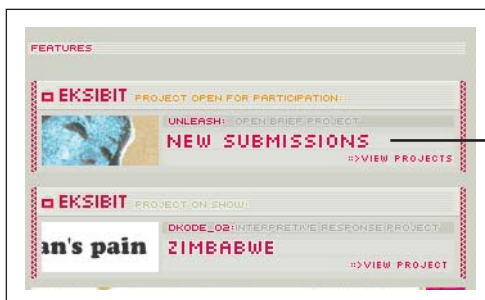 FEATURES
EKSIBIT PROJECT OPEN FOR PARTICIPATION:
UNLEASH: OPEN BRIEF PROJECT
NEW SUBMISSIONS
::>VIEW PROJECTS
EKSIBIT PROJECT ON SHOW:
an's pain
DKODE_02:INTERPRETIVE RESPONSE PROJECT
ZIMBABWE
::>VIEW PROJECT